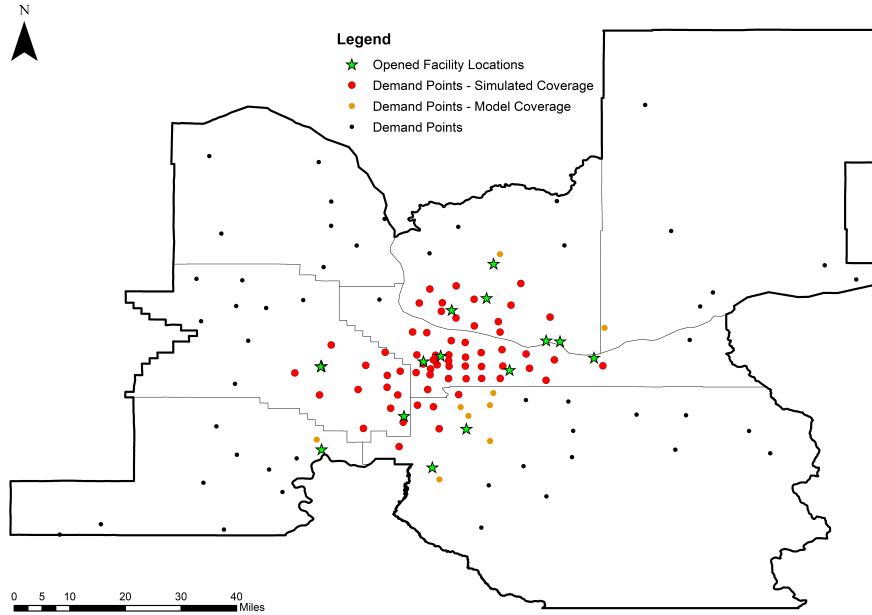 N
Legend
Opened Facility Locations
Demand Points - Simulated Coverage
Demand Points - Model Coverage
Demand Points
0 5 10 20 30 40
Miles